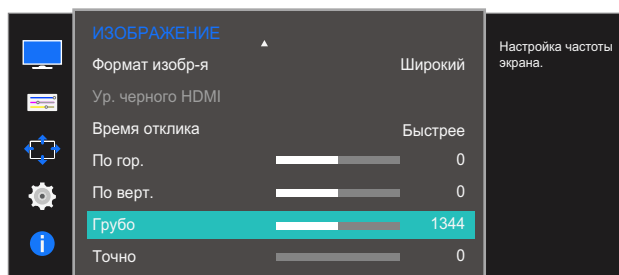 ИЗОБРАЖЕНИЕ
Формат изобр-я Широкий
Ур. черного HDMI
Время отклика Быстрее
По гор. 0
По верт. 0
Грубо 1344
Точно 0
Настройка частоты
экрана.